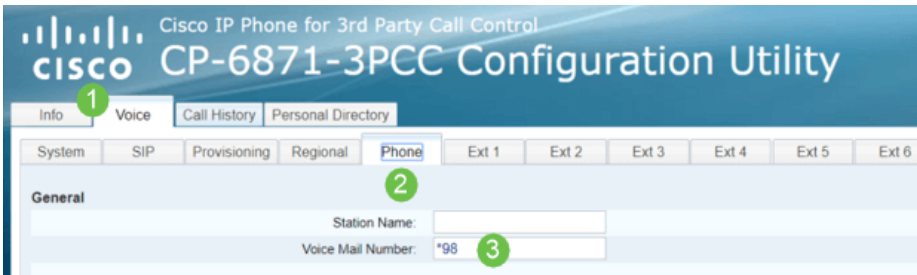 Cisco IP Phone for 3rd Party Call Control
CISCO CP-6871-3PCC Configuration Utility
1
Info Voice Call History Personal Directory
System SIP Provisioning Regional Phone Ext 1 Ext 2 Ext 3 Ext 4 Ext 5 Ext 6
2
General
Station Name:
Voice Mail Number: *98 3